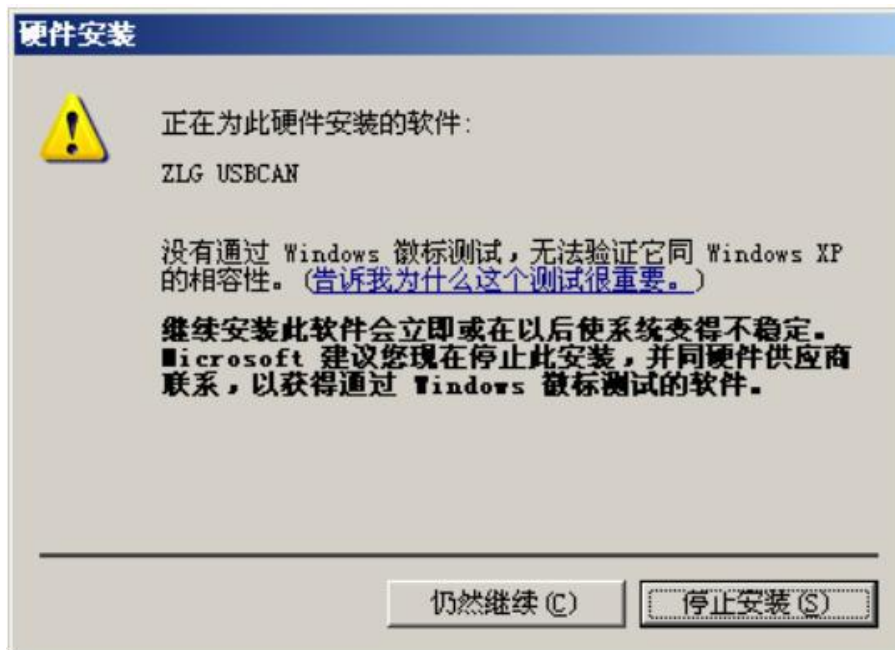 硬件安装
正在为此硬件安装的软件:
ZLG USBCAN
没有通过 Windows 徽标测试，无法验证它同 Windows XP
的相容性。(告诉我为什么这个测试很重要。)
继续安装此软件会立即或在以后使系统变得不稳定。
Microsoft 建议您现在停止此安装，并同硬件供应商
联系，以获得通过 Windows 徽标测试的软件。
仍然继续(C)
停止安装(S)